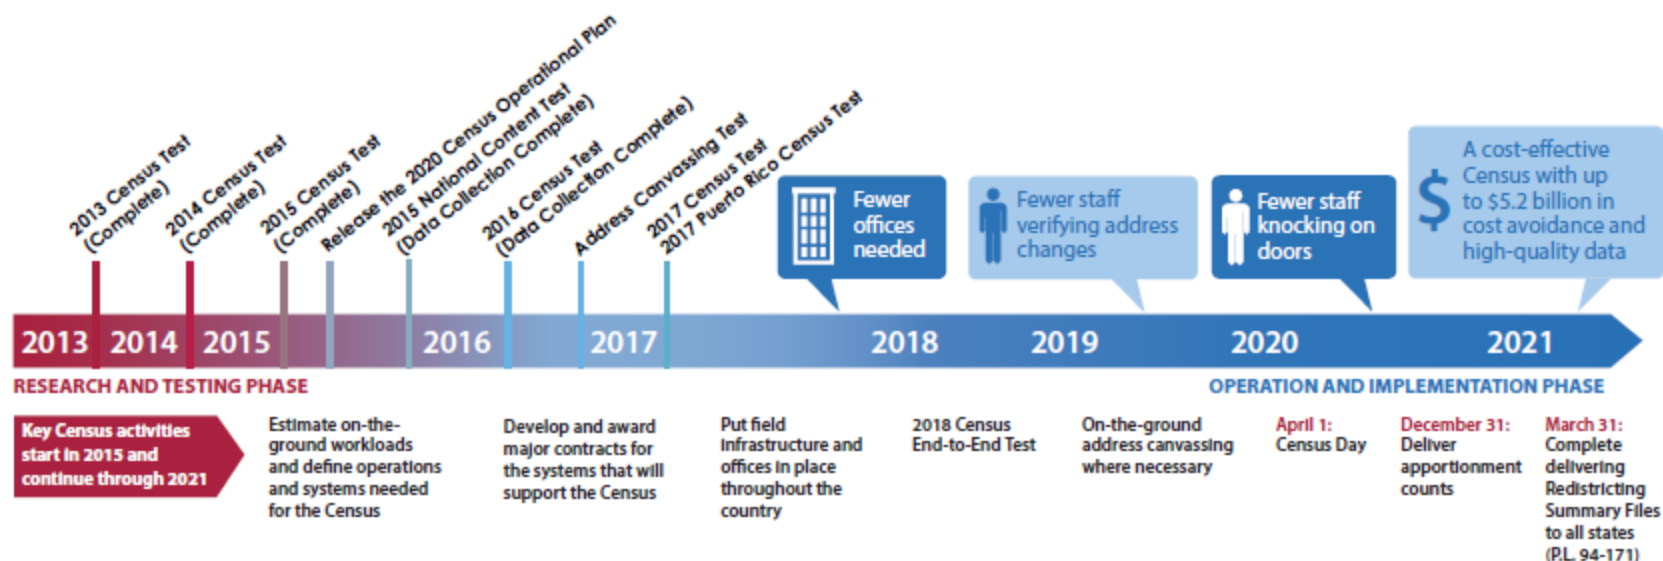 2013 Census Test
(Complete)
2014 Census Test
(Complete)
2015 Census Test
(Complete)
Release the 2020 Census Operational Plan
2015 National Content Test
(Data Collection Complete)
2016 Census Test
(Data Collection Complete)
Address Canvassing Test
2017 Census Test
2017 Puerto Rico Census Test
Fewer
offices
needed
Fewer staff
verifying address
changes
Fewer staff
knocking on
doors
$
A cost-effective
Census with up
to $5.2 billion in
cost avoidance and
high-quality data
2013
2014
2015
2016
2017
2018
2019
2020
2021
RESEARCH AND TESTING PHASE
OPERATION AND IMPLEMENTATION PHASE
Key Census activities
start in 2015 and
continue through 2021
Estimate on-the-
ground workloads
and define operations
and systems needed
for the Census
Develop and award
major contracts for
the systems that will
support the Census
Put field
infrastructure and
offices in place
throughout the
country
2018 Census
End-to-End Test
On-the-ground
address canvassing
where necessary
April 1:
Census Day
December 31:
Deliver
apportionment
counts
March 31:
Complete
delivering
Redistricting
Summary Files
to all states
(P.L. 94-171)